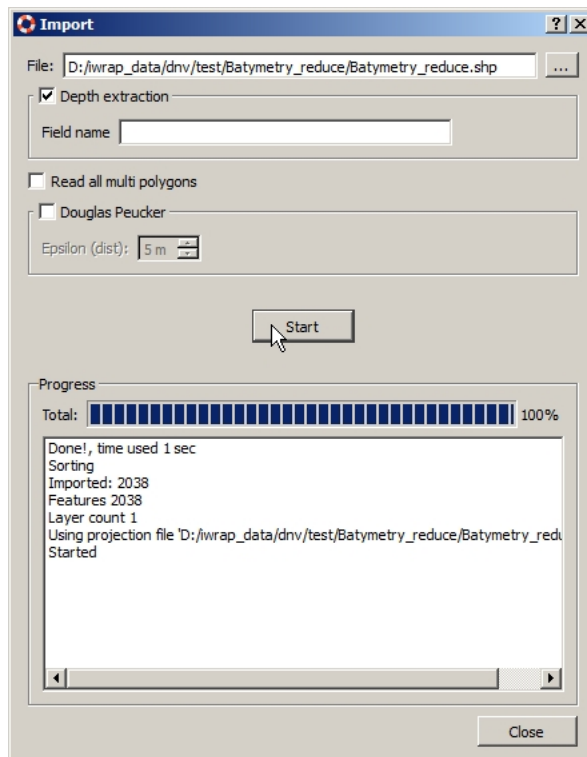 Import
File: D:/iwrap_data/dnv/test/Batymetry_reduce/Batymetry_reduce.shp ...
Depth extraction
Field name
Read all multi polygons
Douglas Peucker
Epsilon (dist): 5 m
Start
Progress
Total: 100%
Done!, time used 1 sec
Sorting
Imported: 2038
Features 2038
Layer count 1
Using projection file 'D:/iwrap_data/dnv/test/Batymetry_reduce/Batymetry_redu
Started
Close